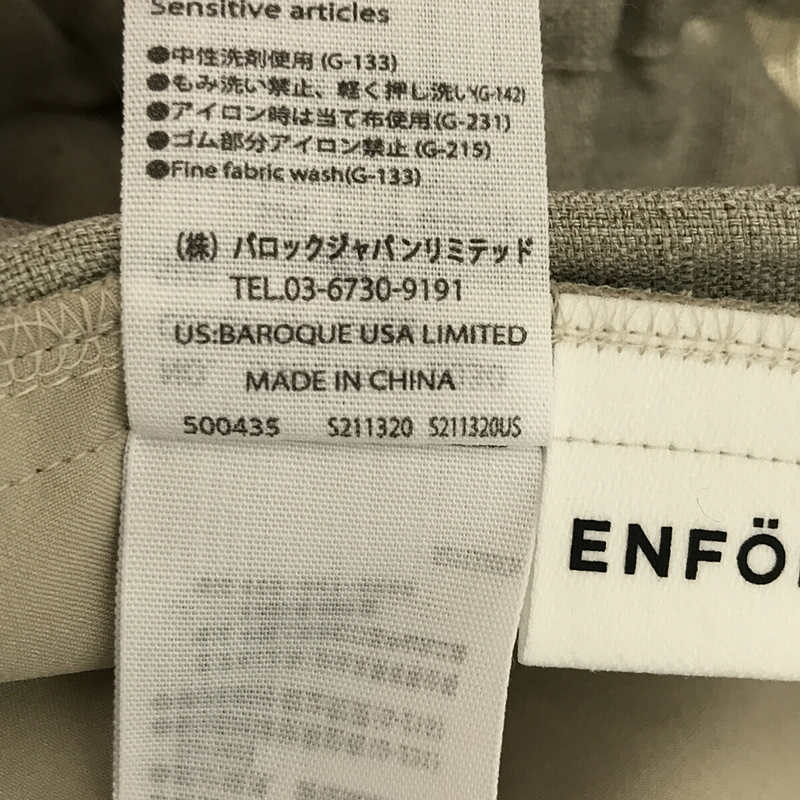 Sensitive articles
●中性洗剤使用 (G-133)
●もみ洗い禁止、軽く押し洗い(G-142)
●アイロン時は当て布使用(G-231)
●ゴム部分アイロン禁止 (G-215)
●Fine fabric wash(G-133)
(株) バロックジャパンリミテッド
TEL.03-6730-9191
US:BAROQUE USA LIMITED
MADE IN CHINA
500435 S211320 S211320US
ENFÖ